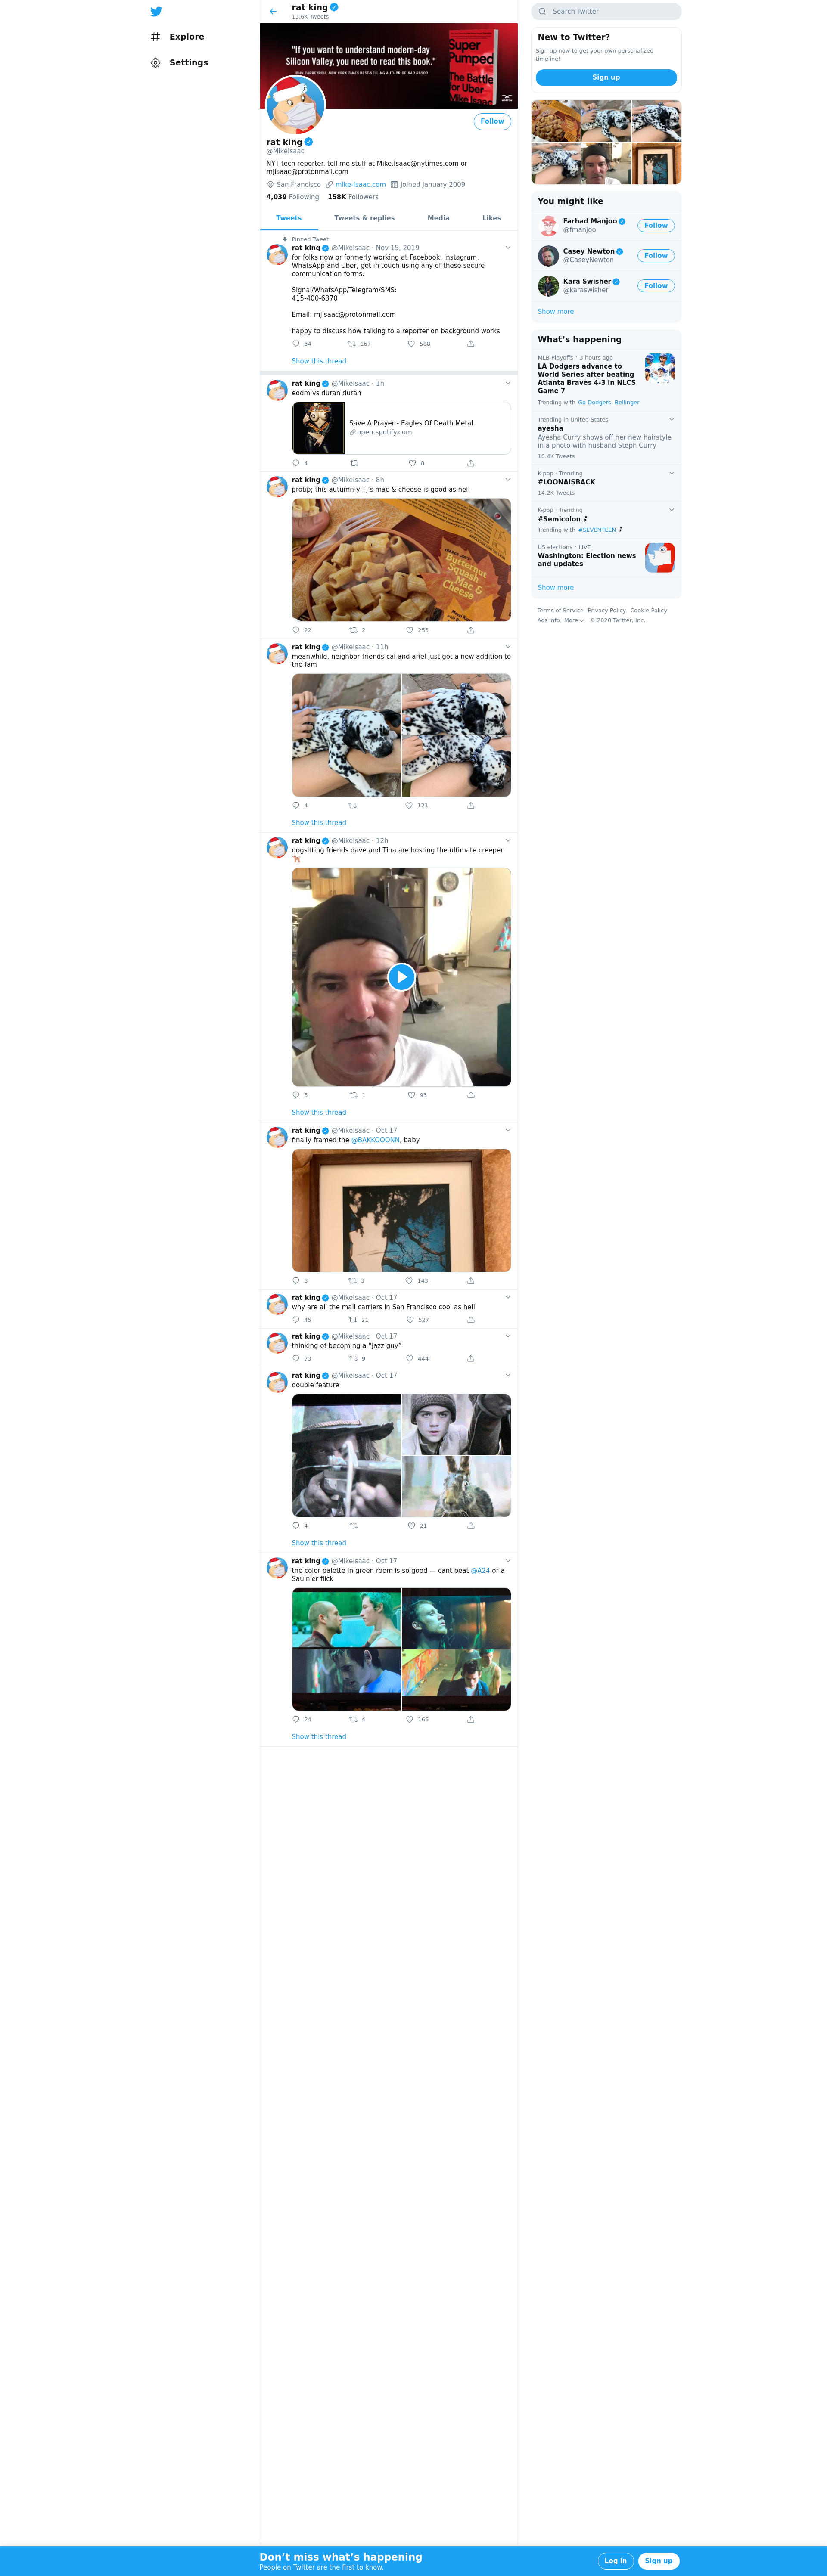 Explore
Settings
rat king
13.6K Tweets
"If you want to understand modern-day
Silicon Valley, you need to read this book."
—JOHN CARREYROU, NEW YORK TIMES BEST-SELLING AUTHOR OF BAD BLOOD
Super
Pumped
The Battle
for Uber
Mike Isaac
Follow
rat king
@MikeIsaac
NYT tech reporter. tell me stuff at Mike.Isaac@nytimes.com or
mjisaac@protonmail.com
San Francisco mike-isaac.com Joined January 2009
4,039 Following 158K Followers
Tweets Tweets & replies Media Likes
Pinned Tweet
rat king @MikeIsaac · Nov 15, 2019
for folks now or formerly working at Facebook, Instagram,
WhatsApp and Uber, get in touch using any of these secure
communication forms:
Signal/WhatsApp/Telegram/SMS:
415-400-6370
Email: mjisaac@protonmail.com
happy to discuss how talking to a reporter on background works
34 167 588
Show this thread
rat king @MikeIsaac · 1h
eodm vs duran duran
Save A Prayer - Eagles Of Death Metal
open.spotify.com
4 8
rat king @MikeIsaac · 8h
protip; this autumn-y TJ's mac & cheese is good as hell
Butternut
Squash
Mac &
Cheese
22 2 255
rat king @MikeIsaac · 11h
meanwhile, neighbor friends cal and ariel just got a new addition to
the fam
4 121
Show this thread
rat king @MikeIsaac · 12h
dogsitting friends dave and Tina are hosting the ultimate creeper
5 1 93
Show this thread
rat king @MikeIsaac · Oct 17
finally framed the @BAKKOOONN, baby
3 3 143
rat king @MikeIsaac · Oct 17
why are all the mail carriers in San Francisco cool as hell
45 21 527
rat king @MikeIsaac · Oct 17
thinking of becoming a "jazz guy"
73 9 444
rat king @MikeIsaac · Oct 17
double feature
4 21
Show this thread
rat king @MikeIsaac · Oct 17
the color palette in green room is so good — cant beat @A24 or a
Saulnier flick
24 4 166
Show this thread
Search Twitter
New to Twitter?
Sign up now to get your own personalized
timeline!
Sign up
You might like
Farhad Manjoo
@fmanjoo
Follow
Casey Newton
@CaseyNewton
Follow
Kara Swisher
@karaswisher
Follow
Show more
What's happening
MLB Playoffs · 3 hours ago
LA Dodgers advance to
World Series after beating
Atlanta Braves 4-3 in NLCS
Game 7
Trending with Go Dodgers, Bellinger
Trending in United States
ayesha
Ayesha Curry shows off her new hairstyle
in a photo with husband Steph Curry
10.4K Tweets
K-pop · Trending
#LOONAISBACK
14.2K Tweets
K-pop · Trending
#Semicolon
Trending with #SEVENTEEN
US elections · LIVE
Washington: Election news
and updates
Show more
Terms of Service Privacy Policy Cookie Policy
Ads info More © 2020 Twitter, Inc.
Don't miss what's happening
People on Twitter are the first to know.
Log in
Sign up